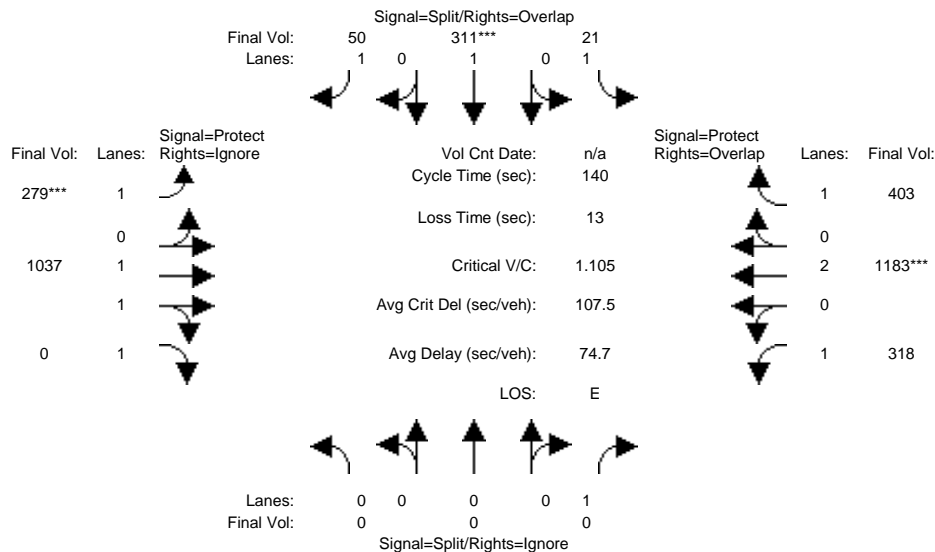 Signal=Split/Rights=Overlap
Final Vol: 50 311*** 21
Lanes: 1 0 1 0 1
Signal=Protect
Final Vol: Lanes: Rights=Ignore
Vol Cnt Date: n/a
Signal=Protect
Rights=Overlap Lanes: Final Vol:
Cycle Time (sec): 140
279*** 1
1 403
Loss Time (sec): 13
0
0
1037 1
Critical V/C: 1.105
2 1183***
1
Avg Crit Del (sec/veh): 107.5
0
0 1
Avg Delay (sec/veh): 74.7
1 318
LOS: E
Lanes: 0 0 0 0 1
Final Vol: 0 0 0
Signal=Split/Rights=Ignore